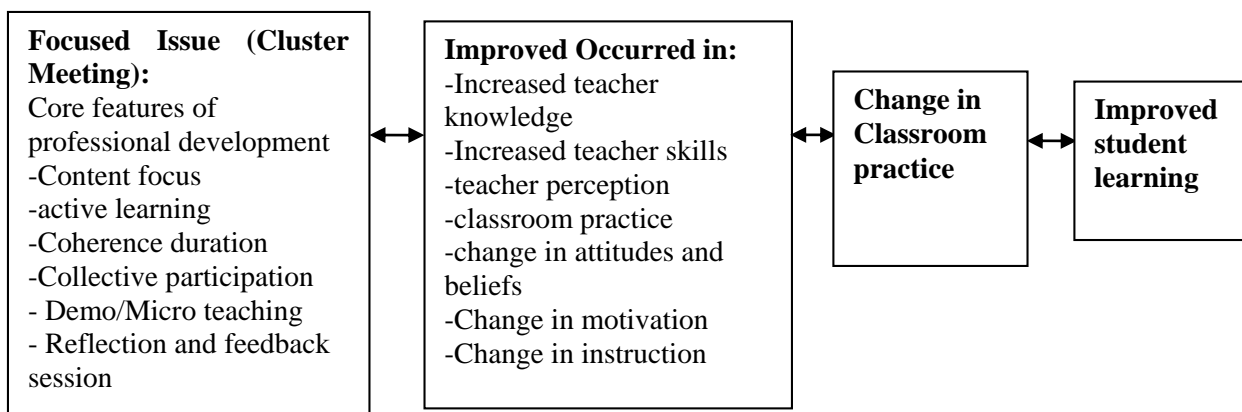 Focused Issue (Cluster
Meeting):
Core features of
professional development
-Content focus
-active learning
-Coherence duration
-Collective participation
- Demo/Micro teaching
- Reflection and feedback
session
Improved Occurred in:
-Increased teacher
knowledge
-Increased teacher skills
-teacher perception
-classroom practice
-change in attitudes and
beliefs
-Change in motivation
-Change in instruction
Change in
Classroom
practice
Improved
student
learning